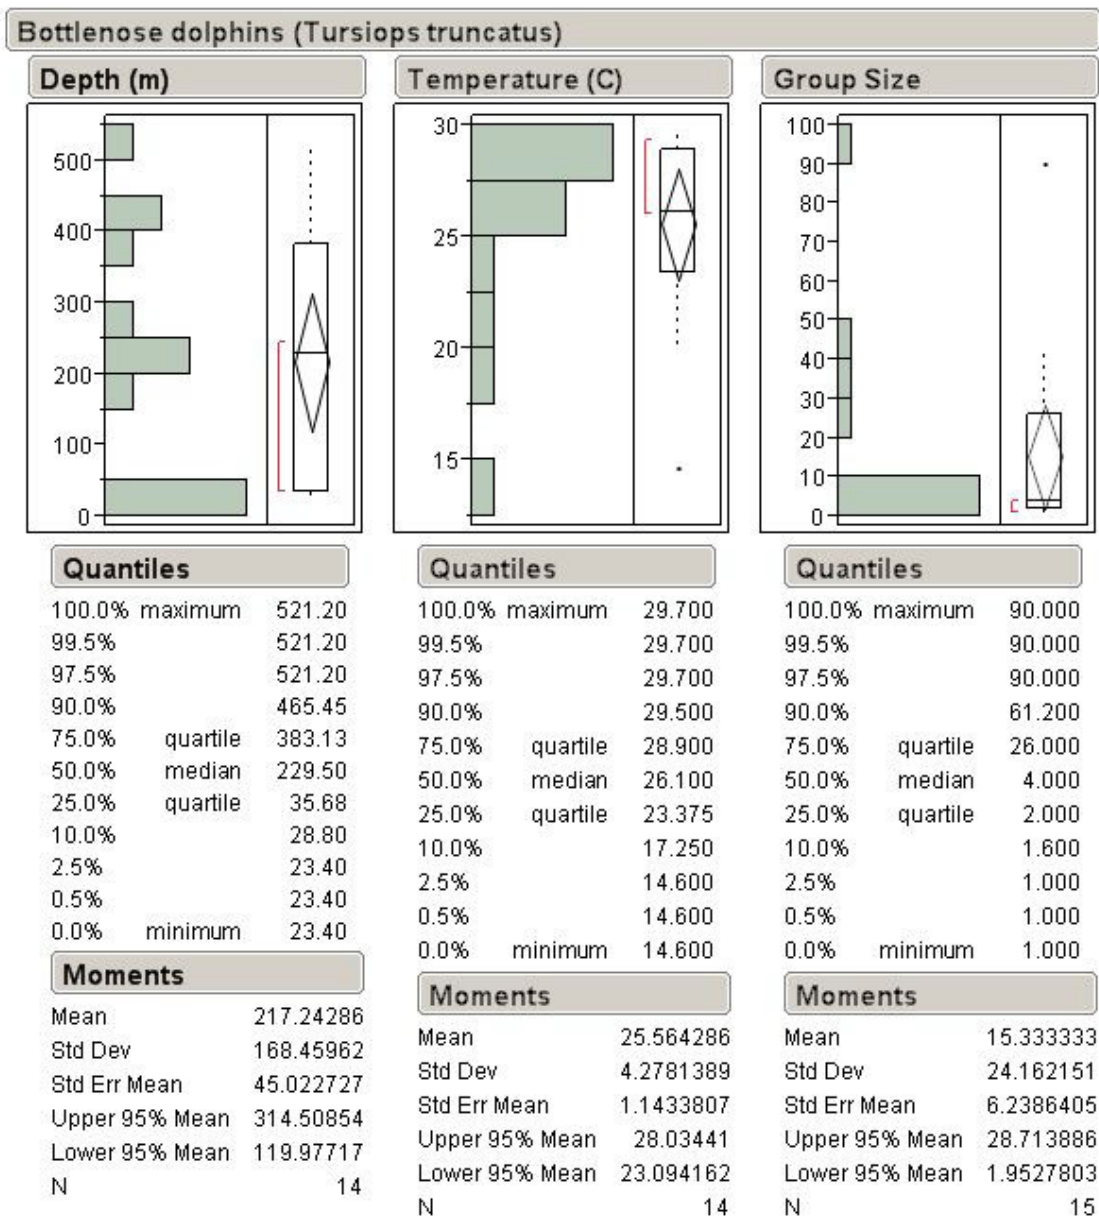 Bottlenose dolphins (Tursiops truncatus)
Depth (m)
500
400
300
200
100
0
Quantiles
100.0% maximum 521.20
99.5% 521.20
97.5% 521.20
90.0% 465.45
75.0% quartile 383.13
50.0% median 229.50
25.0% quartile 35.68
10.0% 28.80
2.5% 23.40
0.5% 23.40
0.0% minimum 23.40
Moments
Mean 217.24286
Std Dev 168.45962
Std Err Mean 45.022727
Upper 95% Mean 314.50854
Lower 95% Mean 119.97717
N 14
Temperature (C)
30
25
20
15
Quantiles
100.0% maximum 29.700
99.5% 29.700
97.5% 29.700
90.0% 29.500
75.0% quartile 28.900
50.0% median 26.100
25.0% quartile 23.375
10.0% 17.250
2.5% 14.600
0.5% 14.600
0.0% minimum 14.600
Moments
Mean 25.564286
Std Dev 4.2781389
Std Err Mean 1.1433807
Upper 95% Mean 28.03441
Lower 95% Mean 23.094162
N 14
Group Size
100
90
80
70
60
50
40
30
20
10
0
Quantiles
100.0% maximum 90.000
99.5% 90.000
97.5% 90.000
90.0% 61.200
75.0% quartile 26.000
50.0% median 4.000
25.0% quartile 2.000
10.0% 1.600
2.5% 1.000
0.5% 1.000
0.0% minimum 1.000
Moments
Mean 15.333333
Std Dev 24.162151
Std Err Mean 6.2386405
Upper 95% Mean 28.713886
Lower 95% Mean 1.9527803
N 15